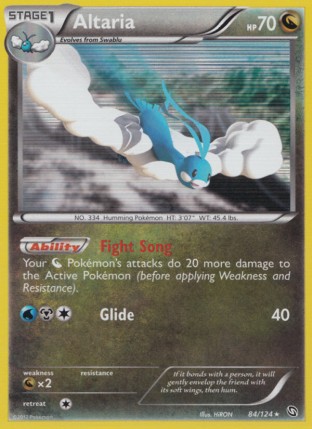 STAGE1
Altaria
HP70
Evolves from Swablu
NO. 334 Humming Pokémon HT: 3'07" WT: 45.4 lbs.
Ability Fight Song
Your Pokémon's attacks do 20 more damage to
the Active Pokémon (before applying Weakness and
Resistance).
Glide 40
weakness resistance
×2
retreat
If it bonds with a person, it will
gently envelop the friend with
its soft wings, then hum.
Illus. HiRON 84/124 ★